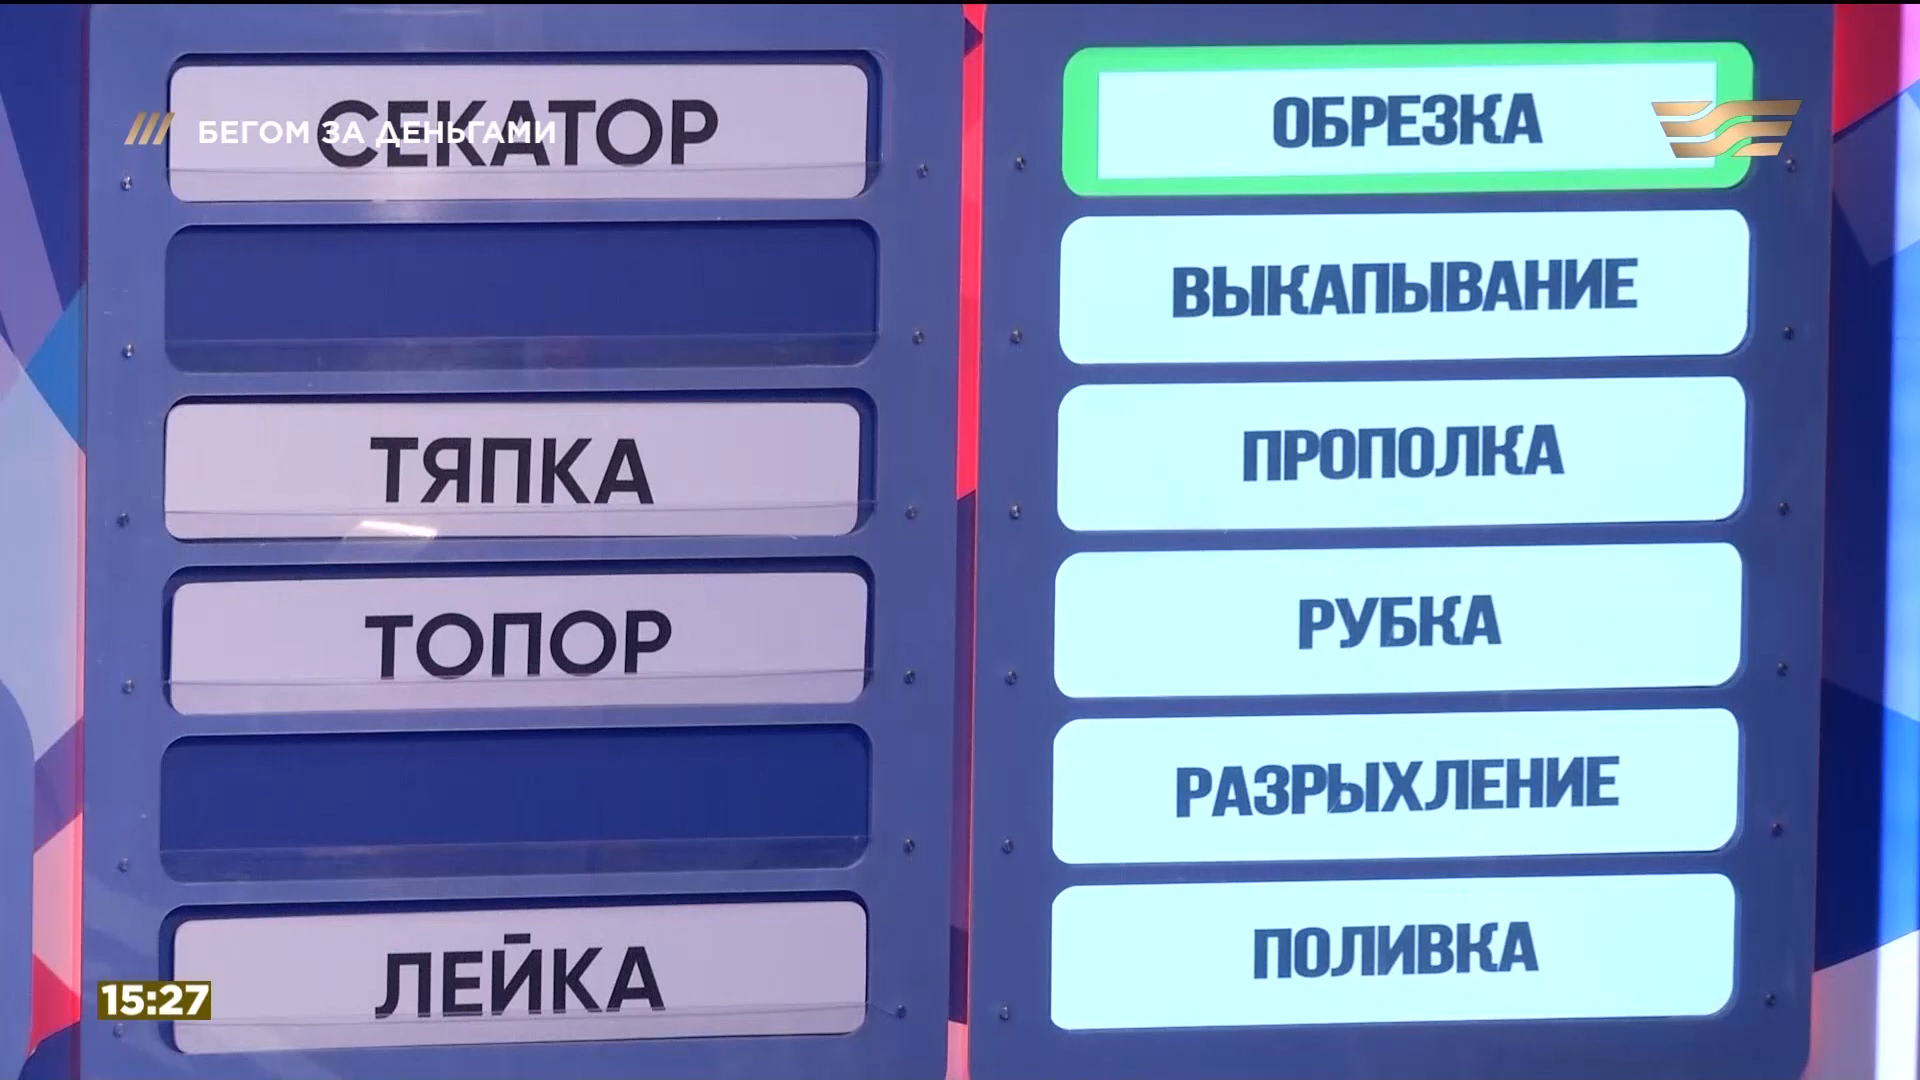 СЕКАТОР
БЕГОМ ЗА ДЕНЬГАМИ
ТЯПКА
ТОПОР
ЛЕЙКА
15:27
ОБРЕЗКА
ВЫКАПЫВАНИЕ
ПРОПОЛКА
РУБКА
РАЗРЫХЛЕНИЕ
ПОЛИВКА